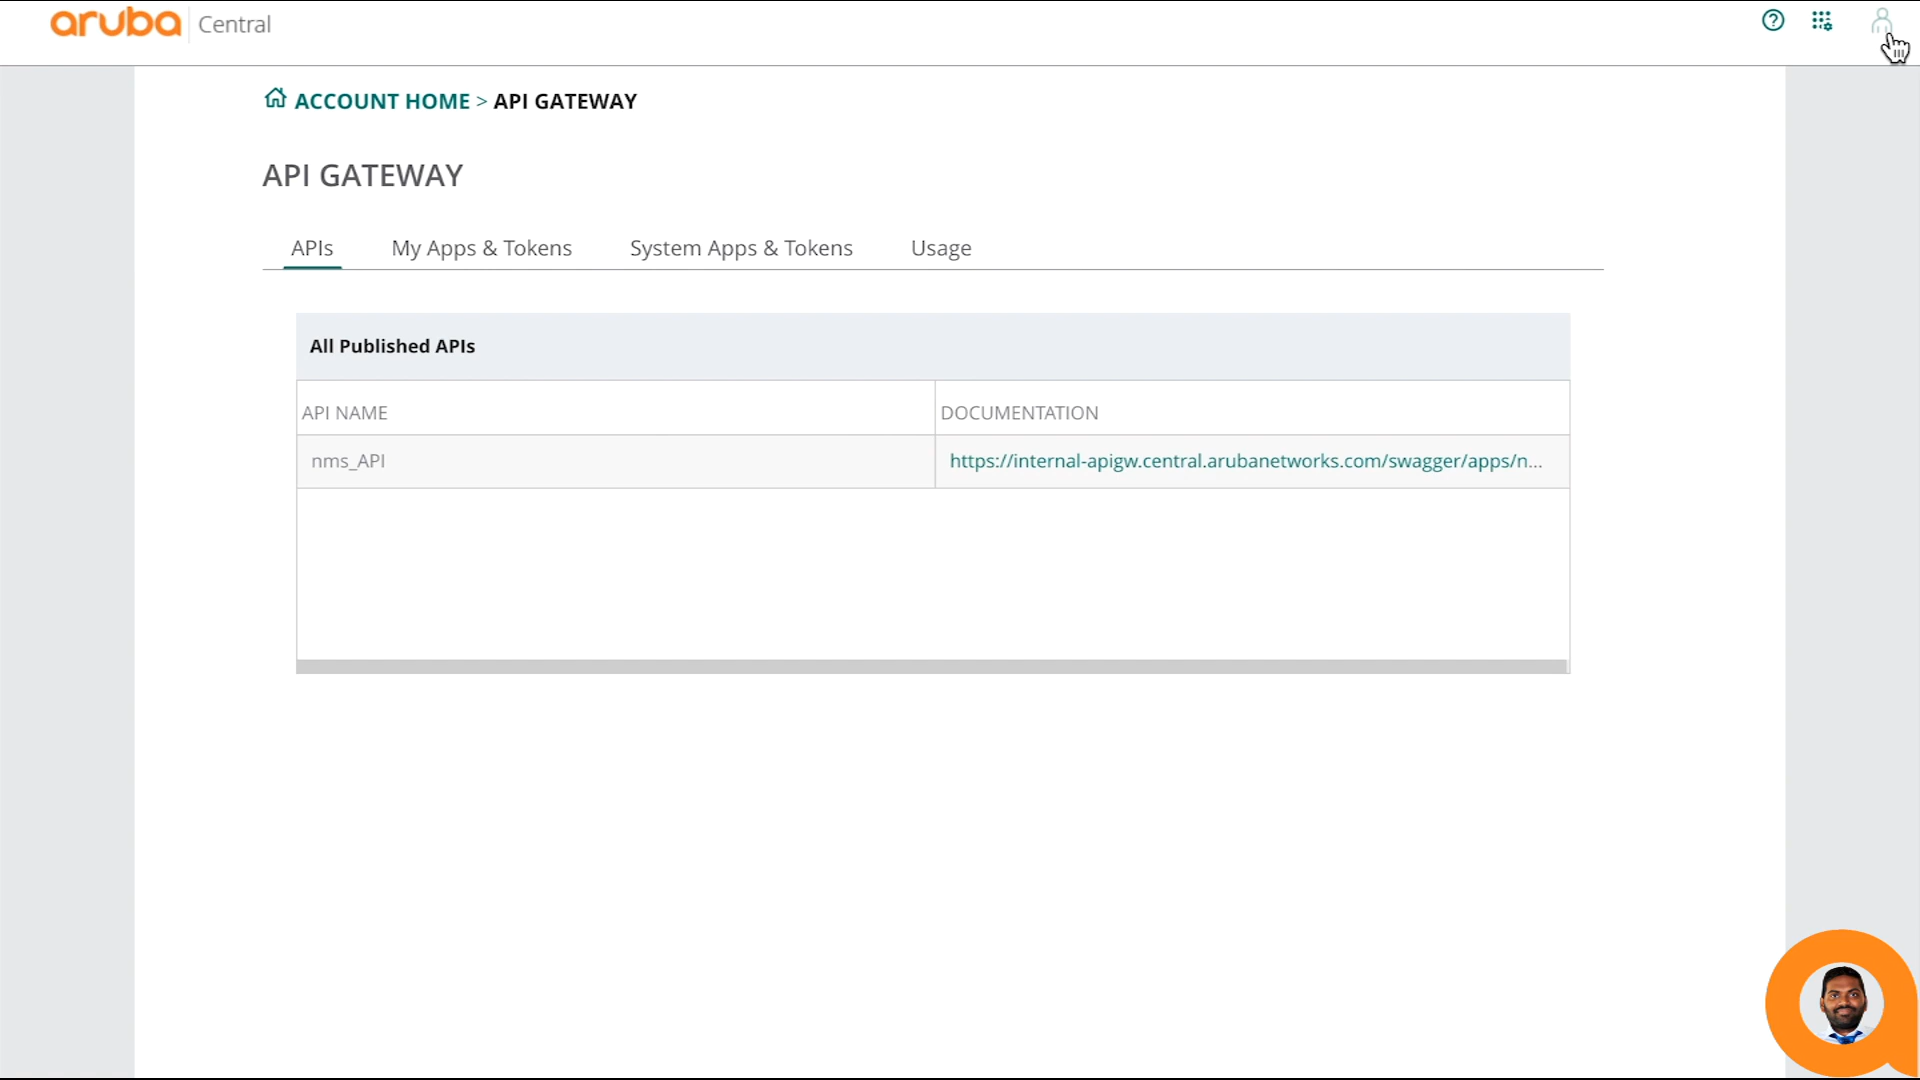 aruba Central
ACCOUNT HOME > API GATEWAY
API GATEWAY
APIs My Apps & Tokens System Apps & Tokens Usage
All Published APIs
API NAME DOCUMENTATION
nms_API https://internal-apigw.central.arubanetworks.com/swagger/apps/n...